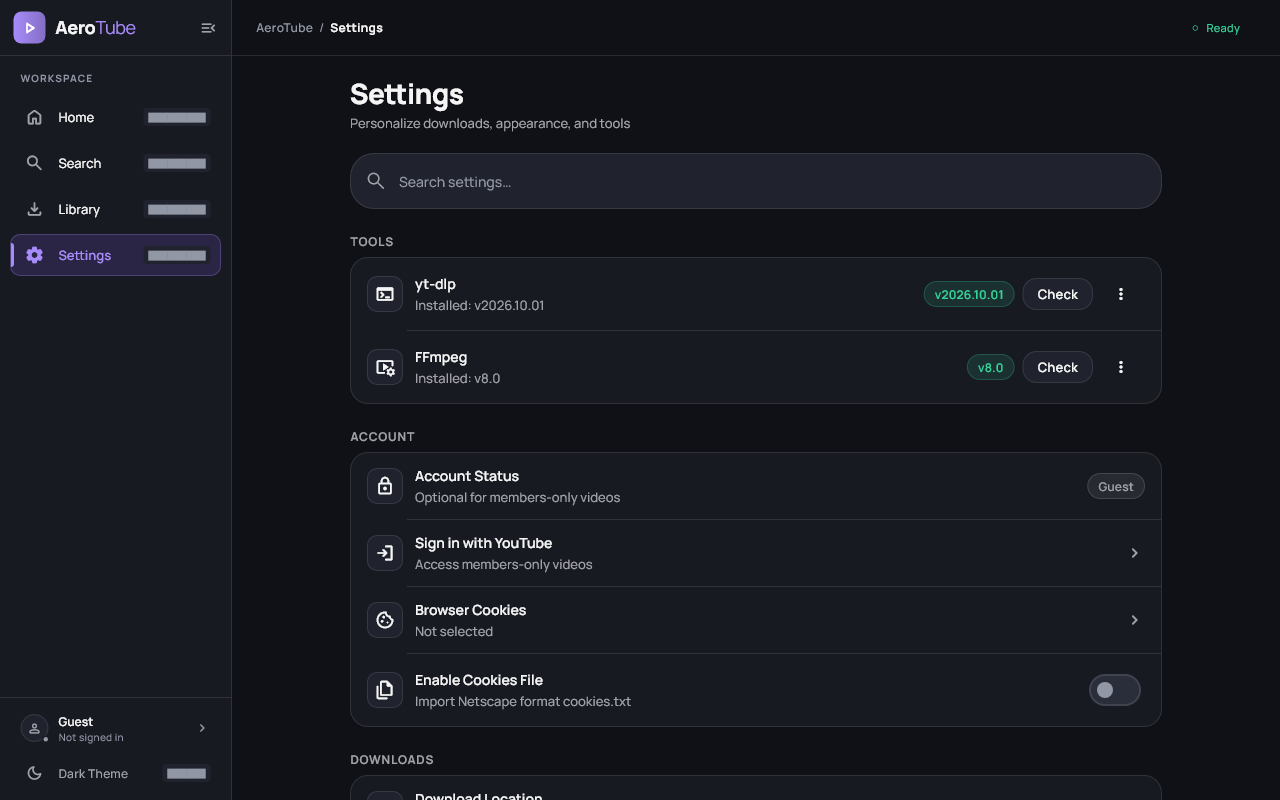 AeroTube
AeroTube / Settings
Ready
WORKSPACE
Home
Search
Library
Settings
Guest
Not signed in
Dark Theme
Settings
Personalize downloads, appearance, and tools
Search settings…
TOOLS
yt-dlp
Installed: v2026.10.01
v2026.10.01
Check
FFmpeg
Installed: v8.0
v8.0
Check
ACCOUNT
Account Status
Optional for members-only videos
Guest
Sign in with YouTube
Access members-only videos
Browser Cookies
Not selected
Enable Cookies File
Import Netscape format cookies.txt
DOWNLOADS
Download Location